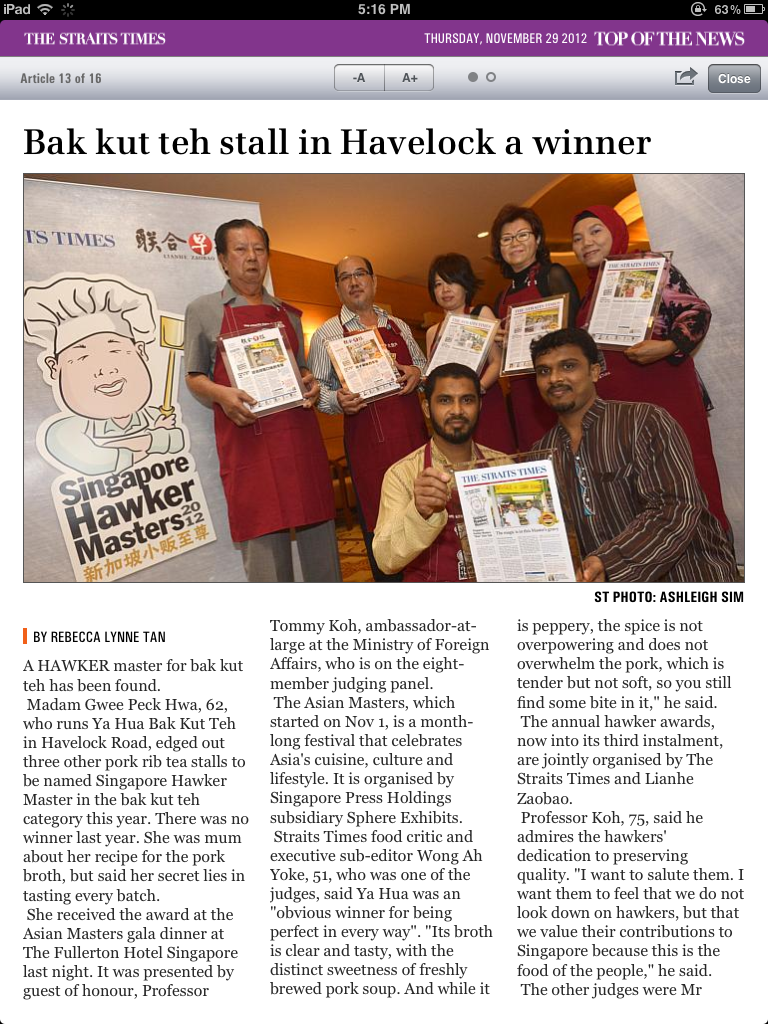 iPad
5:16 PM
63%
THE STRAITS TIMES
THURSDAY, NOVEMBER 29 2012 TOP OF THE NEWS
Article 13 of 16
-A
A+
Close
Bak kut teh stall in Havelock a winner
TS TIMES
联合早
LIANHE ZAOBAO
Singapore
Hawker
Masters
2012
新加坡小贩至尊
THE STRAITS TIMES
THE STRAITS TIMES
Singapore
Hawker
Masters
ST PHOTO: ASHLEIGH SIM
BY REBECCA LYNNE TAN
A HAWKER master for bak kut
teh has been found.
Madam Gwee Peck Hwa, 62,
who runs Ya Hua Bak Kut Teh
in Havelock Road, edged out
three other pork rib tea stalls to
be named Singapore Hawker
Master in the bak kut teh
category this year. There was no
winner last year. She was mum
about her recipe for the pork
broth, but said her secret lies in
tasting every batch.
She received the award at the
Asian Masters gala dinner at
The Fullerton Hotel Singapore
last night. It was presented by
guest of honour, Professor
Tommy Koh, ambassador-at-
large at the Ministry of Foreign
Affairs, who is on the eight-
member judging panel.
The Asian Masters, which
started on Nov 1, is a month-
long festival that celebrates
Asia's cuisine, culture and
lifestyle. It is organised by
Singapore Press Holdings
subsidiary Sphere Exhibits.
Straits Times food critic and
executive sub-editor Wong Ah
Yoke, 51, who was one of the
judges, said Ya Hua was an
"obvious winner for being
perfect in every way". "Its broth
is clear and tasty, with the
distinct sweetness of freshly
brewed pork soup. And while it
is peppery, the spice is not
overpowering and does not
overwhelm the pork, which is
tender but not soft, so you still
find some bite in it," he said.
The annual hawker awards,
now into its third instalment,
are jointly organised by The
Straits Times and Lianhe
Zaobao.
Professor Koh, 75, said he
admires the hawkers'
dedication to preserving
quality. "I want to salute them. I
want them to feel that we do not
look down on hawkers, but that
we value their contributions to
Singapore because this is the
food of the people," he said.
The other judges were Mr